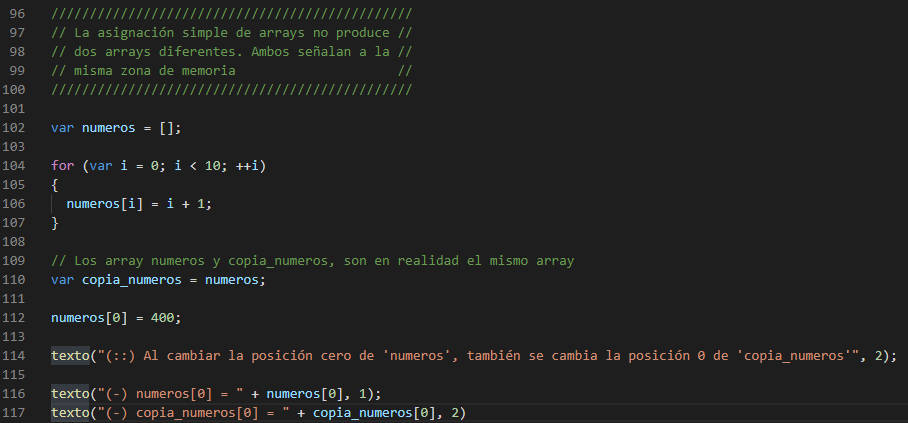 96 ///////////////////////////////////////////////
97 // La asignación simple de arrays no produce //
98 // dos arrays diferentes. Ambos señalan a la //
99 // misma zona de memoria                     //
100 ///////////////////////////////////////////////
101
102 var numeros = [];
103
104 for (var i = 0; i < 10; ++i)
105 {
106   numeros[i] = i + 1;
107 }
108
109 // Los array numeros y copia_numeros, son en realidad el mismo array
110 var copia_numeros = numeros;
111
112 numeros[0] = 400;
113
114 texto("(::) Al cambiar la posición cero de 'numeros', también se cambia la posición 0 de 'copia_numeros'", 2);
115
116 texto("(-) numeros[0] = " + numeros[0], 1);
117 texto("(-) copia_numeros[0] = " + copia_numeros[0], 2)